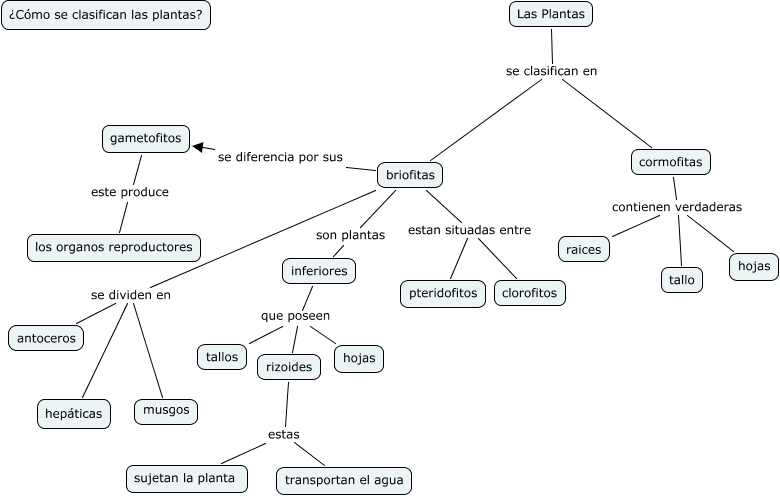 ¿Cómo se clasifican las plantas?
Las Plantas
se clasifican en
gametofitos
se diferencia por sus
briofitas
cormofitas
este produce
contienen verdaderas
los organos reproductores
son plantas
estan situadas entre
raices
tallo
hojas
inferiores
pteridofitos
clorofitos
se dividen en
que poseen
antoceros
tallos
rizoides
hojas
hepáticas
musgos
estas
sujetan la planta
transportan el agua